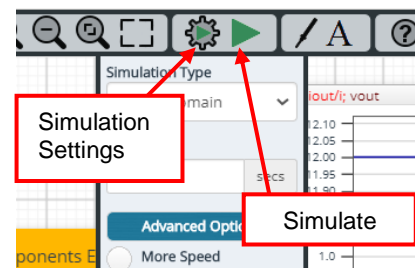 A
?
Simulation Type
omain
iout/i; vout
Simulation
Settings
12.10
12.05
12.00
11.95
11.90
secs
Simulate
Advanced Optio
ponents E
More Speed
1.0